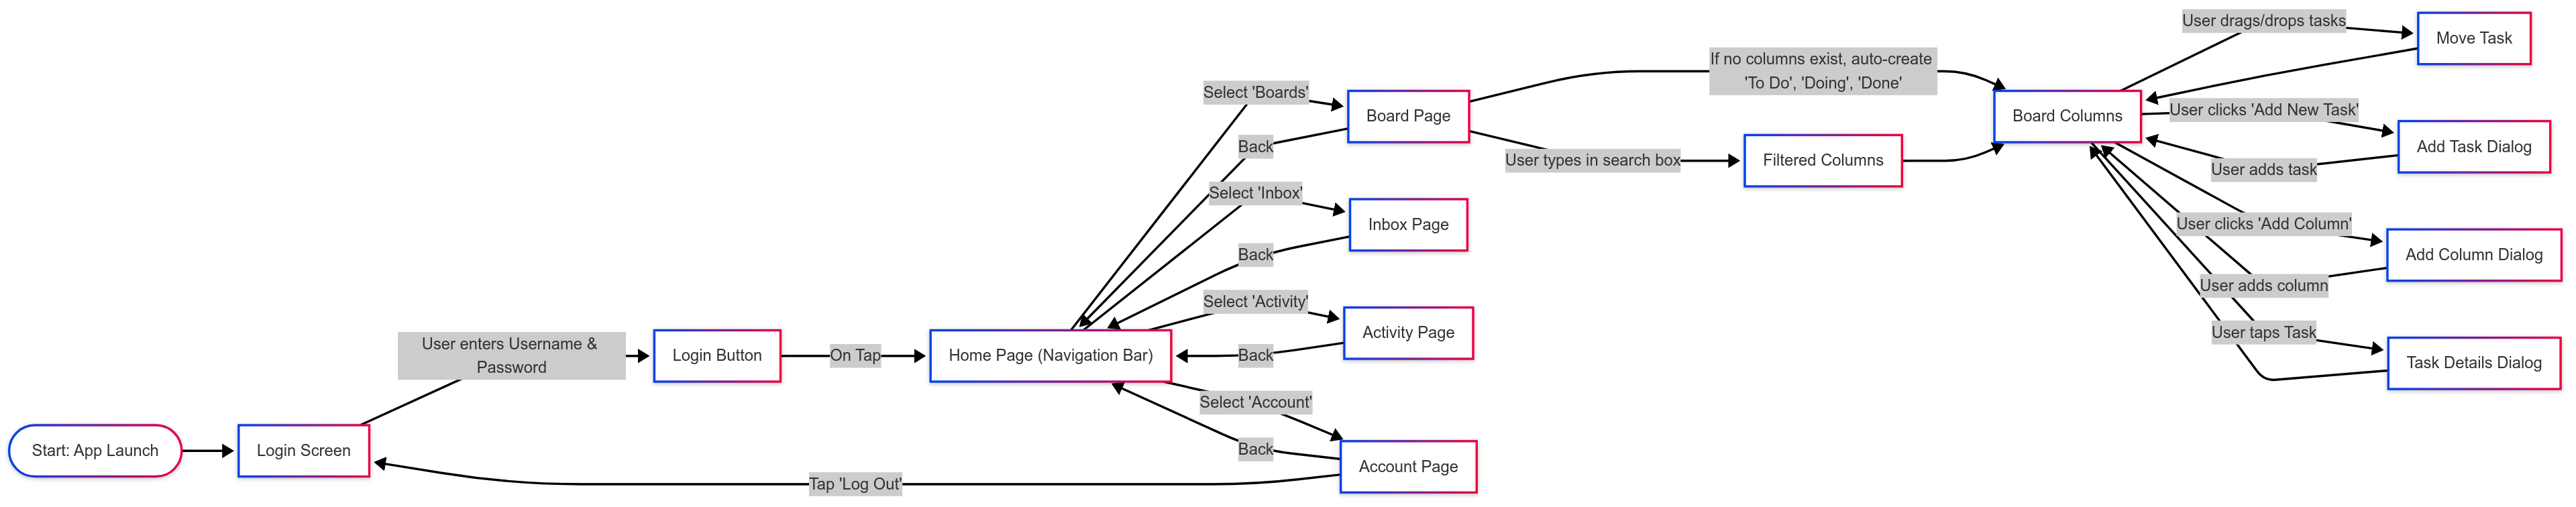 Start: App Launch
Login Screen
User enters Username &
Password
Login Button
On Tap
Home Page (Navigation Bar)
Select 'Boards'
Back
Select 'Inbox'
Back
Select 'Activity'
Back
Select 'Account'
Back
Tap 'Log Out'
Board Page
Inbox Page
Activity Page
Account Page
If no columns exist, auto-create
'To Do', 'Doing', 'Done'
User types in search box
Filtered Columns
Board Columns
User drags/drops tasks
User clicks 'Add New Task'
User adds task
User clicks 'Add Column'
User adds column
User taps Task
Move Task
Add Task Dialog
Add Column Dialog
Task Details Dialog